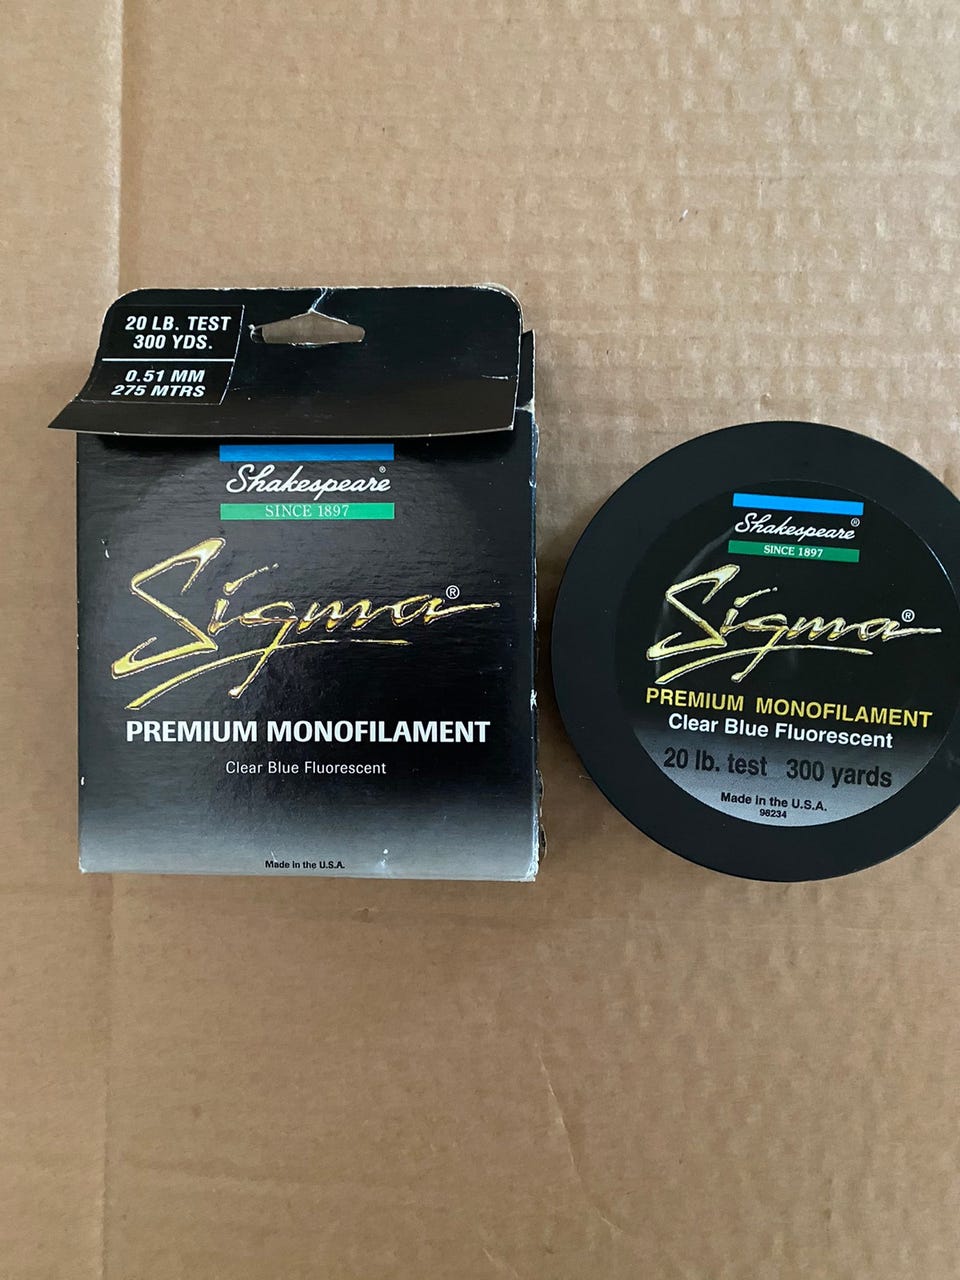 20 LB. TEST
300 YDS.
0.51 MM
275 MTRS
Shakespeare®
SINCE 1897
Sigma®
PREMIUM MONOFILAMENT
Clear Blue Fluorescent
Made in the U.S.A.
Shakespeare®
SINCE 1897
Sigma®
PREMIUM MONOFILAMENT
Clear Blue Fluorescent
20 lb. test 300 yards
Made in the U.S.A.
98234